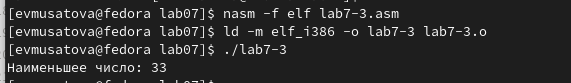 [evmusatova@fedora lab07]$ nasm -f elf lab7-3.asm
[evmusatova@fedora lab07]$ ld -m elf_i386 -o lab7-3 lab7-3.o
[evmusatova@fedora lab07]$ ./lab7-3
Наименьшее число: 33